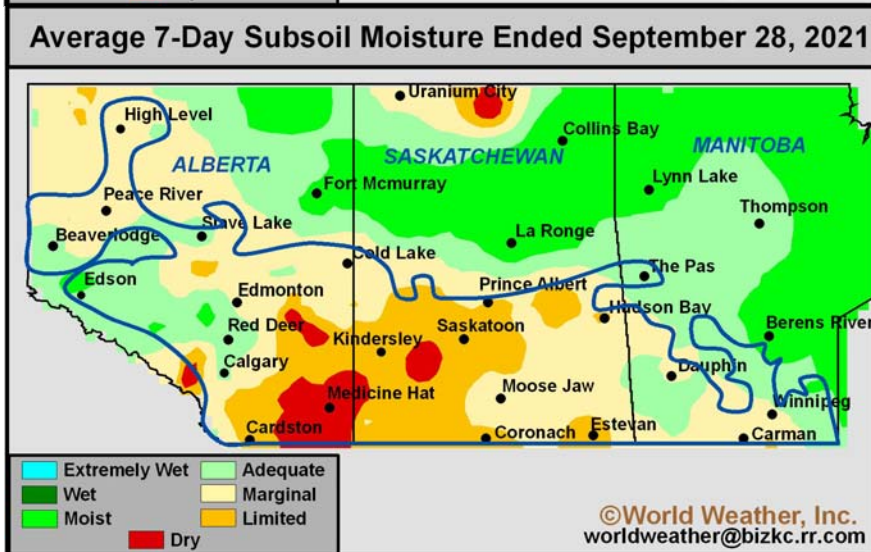 Average 7-Day Subsoil Moisture Ended September 28, 2021
Uranium City
High Level
Collins Bay
ALBERTA
SASKATCHEWAN
MANITOBA
Fort Mcmurray
Lynn Lake
Peace River
Thompson
Slave Lake
Beaverlodge
La Ronge
Cold Lake
The Pas
Edson
Edmonton
Prince Albert
Hudson Bay
Red Deer
Kindersley
Saskatoon
Berens River
Calgary
Dauphin
Medicine Hat
Moose Jaw
Winnipeg
Cardston
Coronach
Estevan
Carman
Extremely Wet
Adequate
Wet
Marginal
Moist
Limited
Dry
©World Weather, Inc.
worldweather@bizkc.rr.com